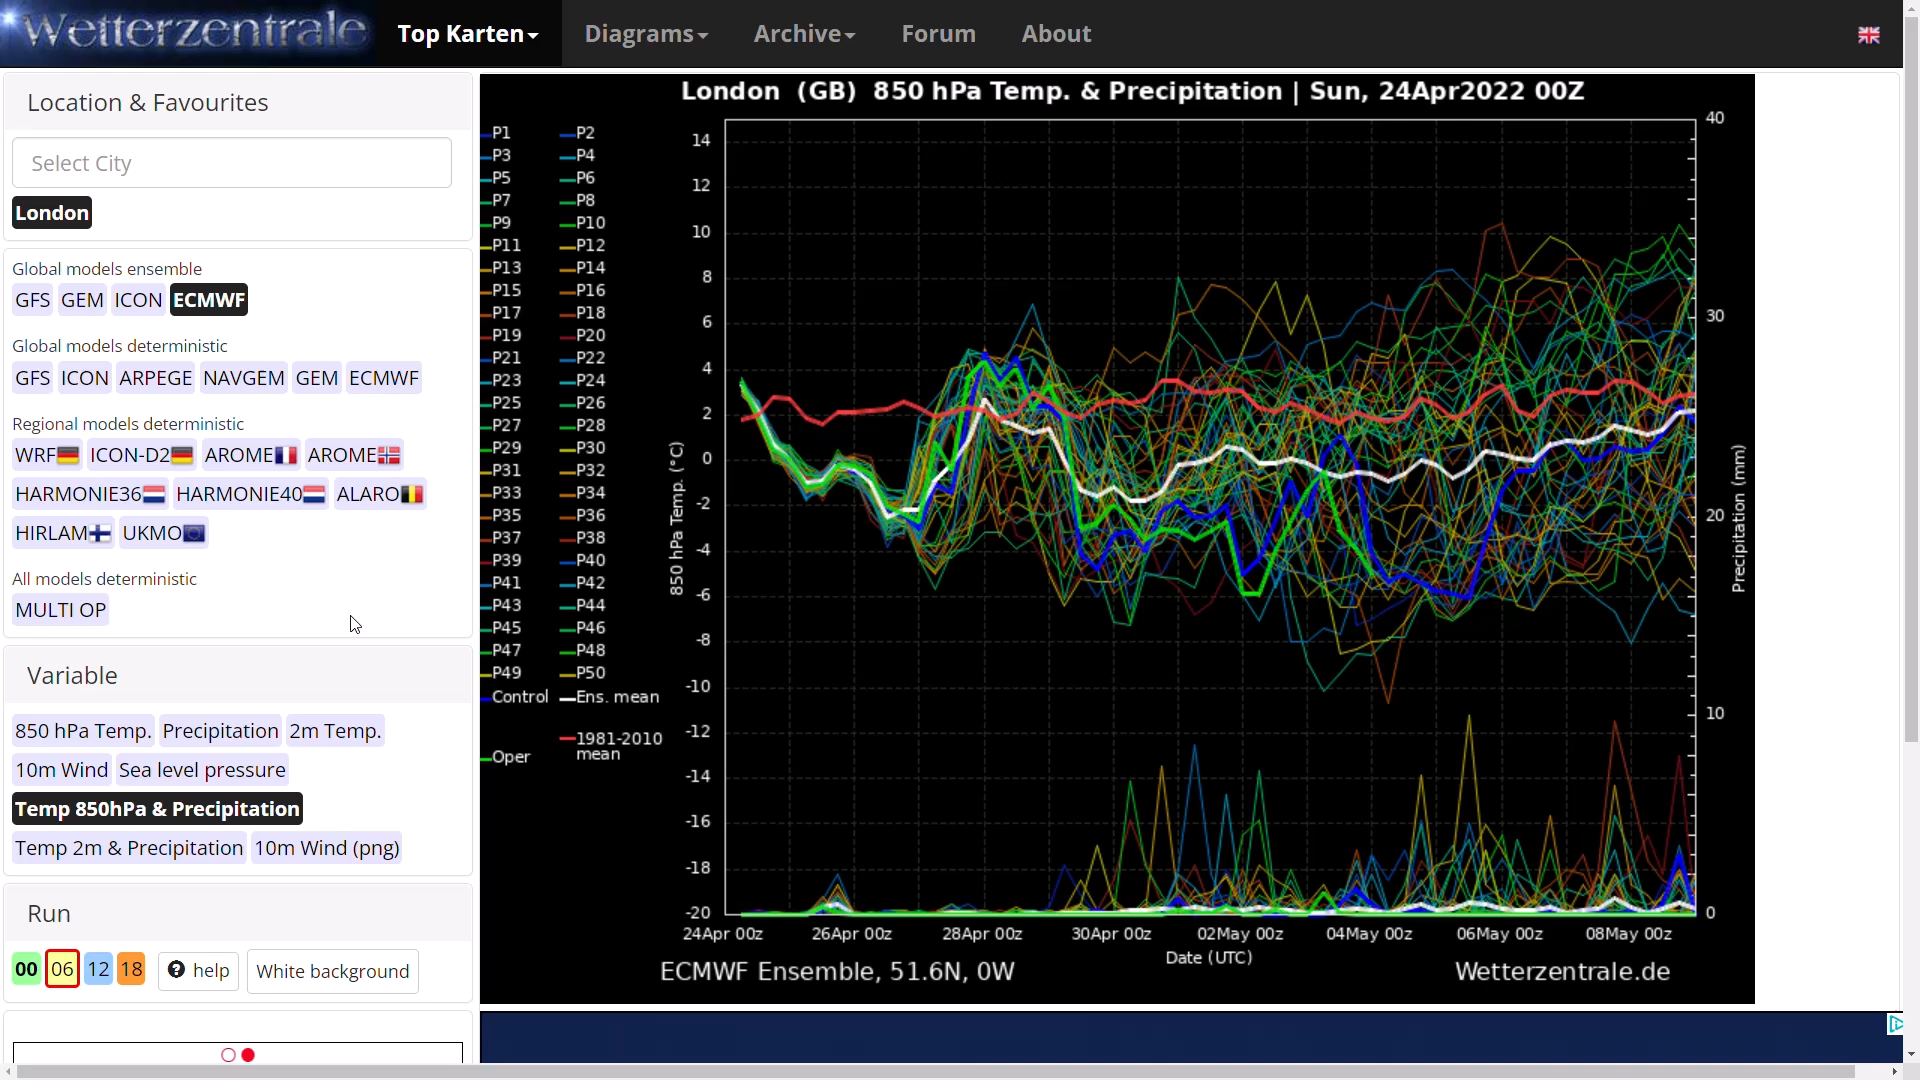 Wetterzentrale
Top Karten
Diagrams
Archive
Forum
About
Location & Favourites
Select City
London
Global models ensemble
GFS GEM ICON ECMWF
Global models deterministic
GFS ICON ARPEGE NAVGEM GEM ECMWF
Regional models deterministic
WRF ICON-D2 AROME AROME
HARMONIE36 HARMONIE40 ALARO
HIRLAM UKMO
All models deterministic
MULTI OP
Variable
850 hPa Temp. Precipitation 2m Temp.
10m Wind Sea level pressure
Temp 850hPa & Precipitation
Temp 2m & Precipitation 10m Wind (png)
Run
00 06 12 18 help White background
London (GB) 850 hPa Temp. & Precipitation | Sun, 24Apr2022 00Z
P1 P2
P3 P4
P5 P6
P7 P8
P9 P10
P11 P12
P13 P14
P15 P16
P17 P18
P19 P20
P21 P22
P23 P24
P25 P26
P27 P28
P29 P30
P31 P32
P33 P34
P35 P36
P37 P38
P39 P40
P41 P42
P43 P44
P45 P46
P47 P48
P49 P50
Control Ens. mean
1981-2010
mean
Oper
850 hPa Temp. (°C)
14
12
10
8
6
4
2
0
-2
-4
-6
-8
-10
-12
-14
-16
-18
-20
40
30
20
10
0
Precipitation (mm)
24Apr 00z 26Apr 00z 28Apr 00z 30Apr 00z 02May 00z 04May 00z 06May 00z 08May 00z
Date (UTC)
ECMWF Ensemble, 51.6N, 0W
Wetterzentrale.de